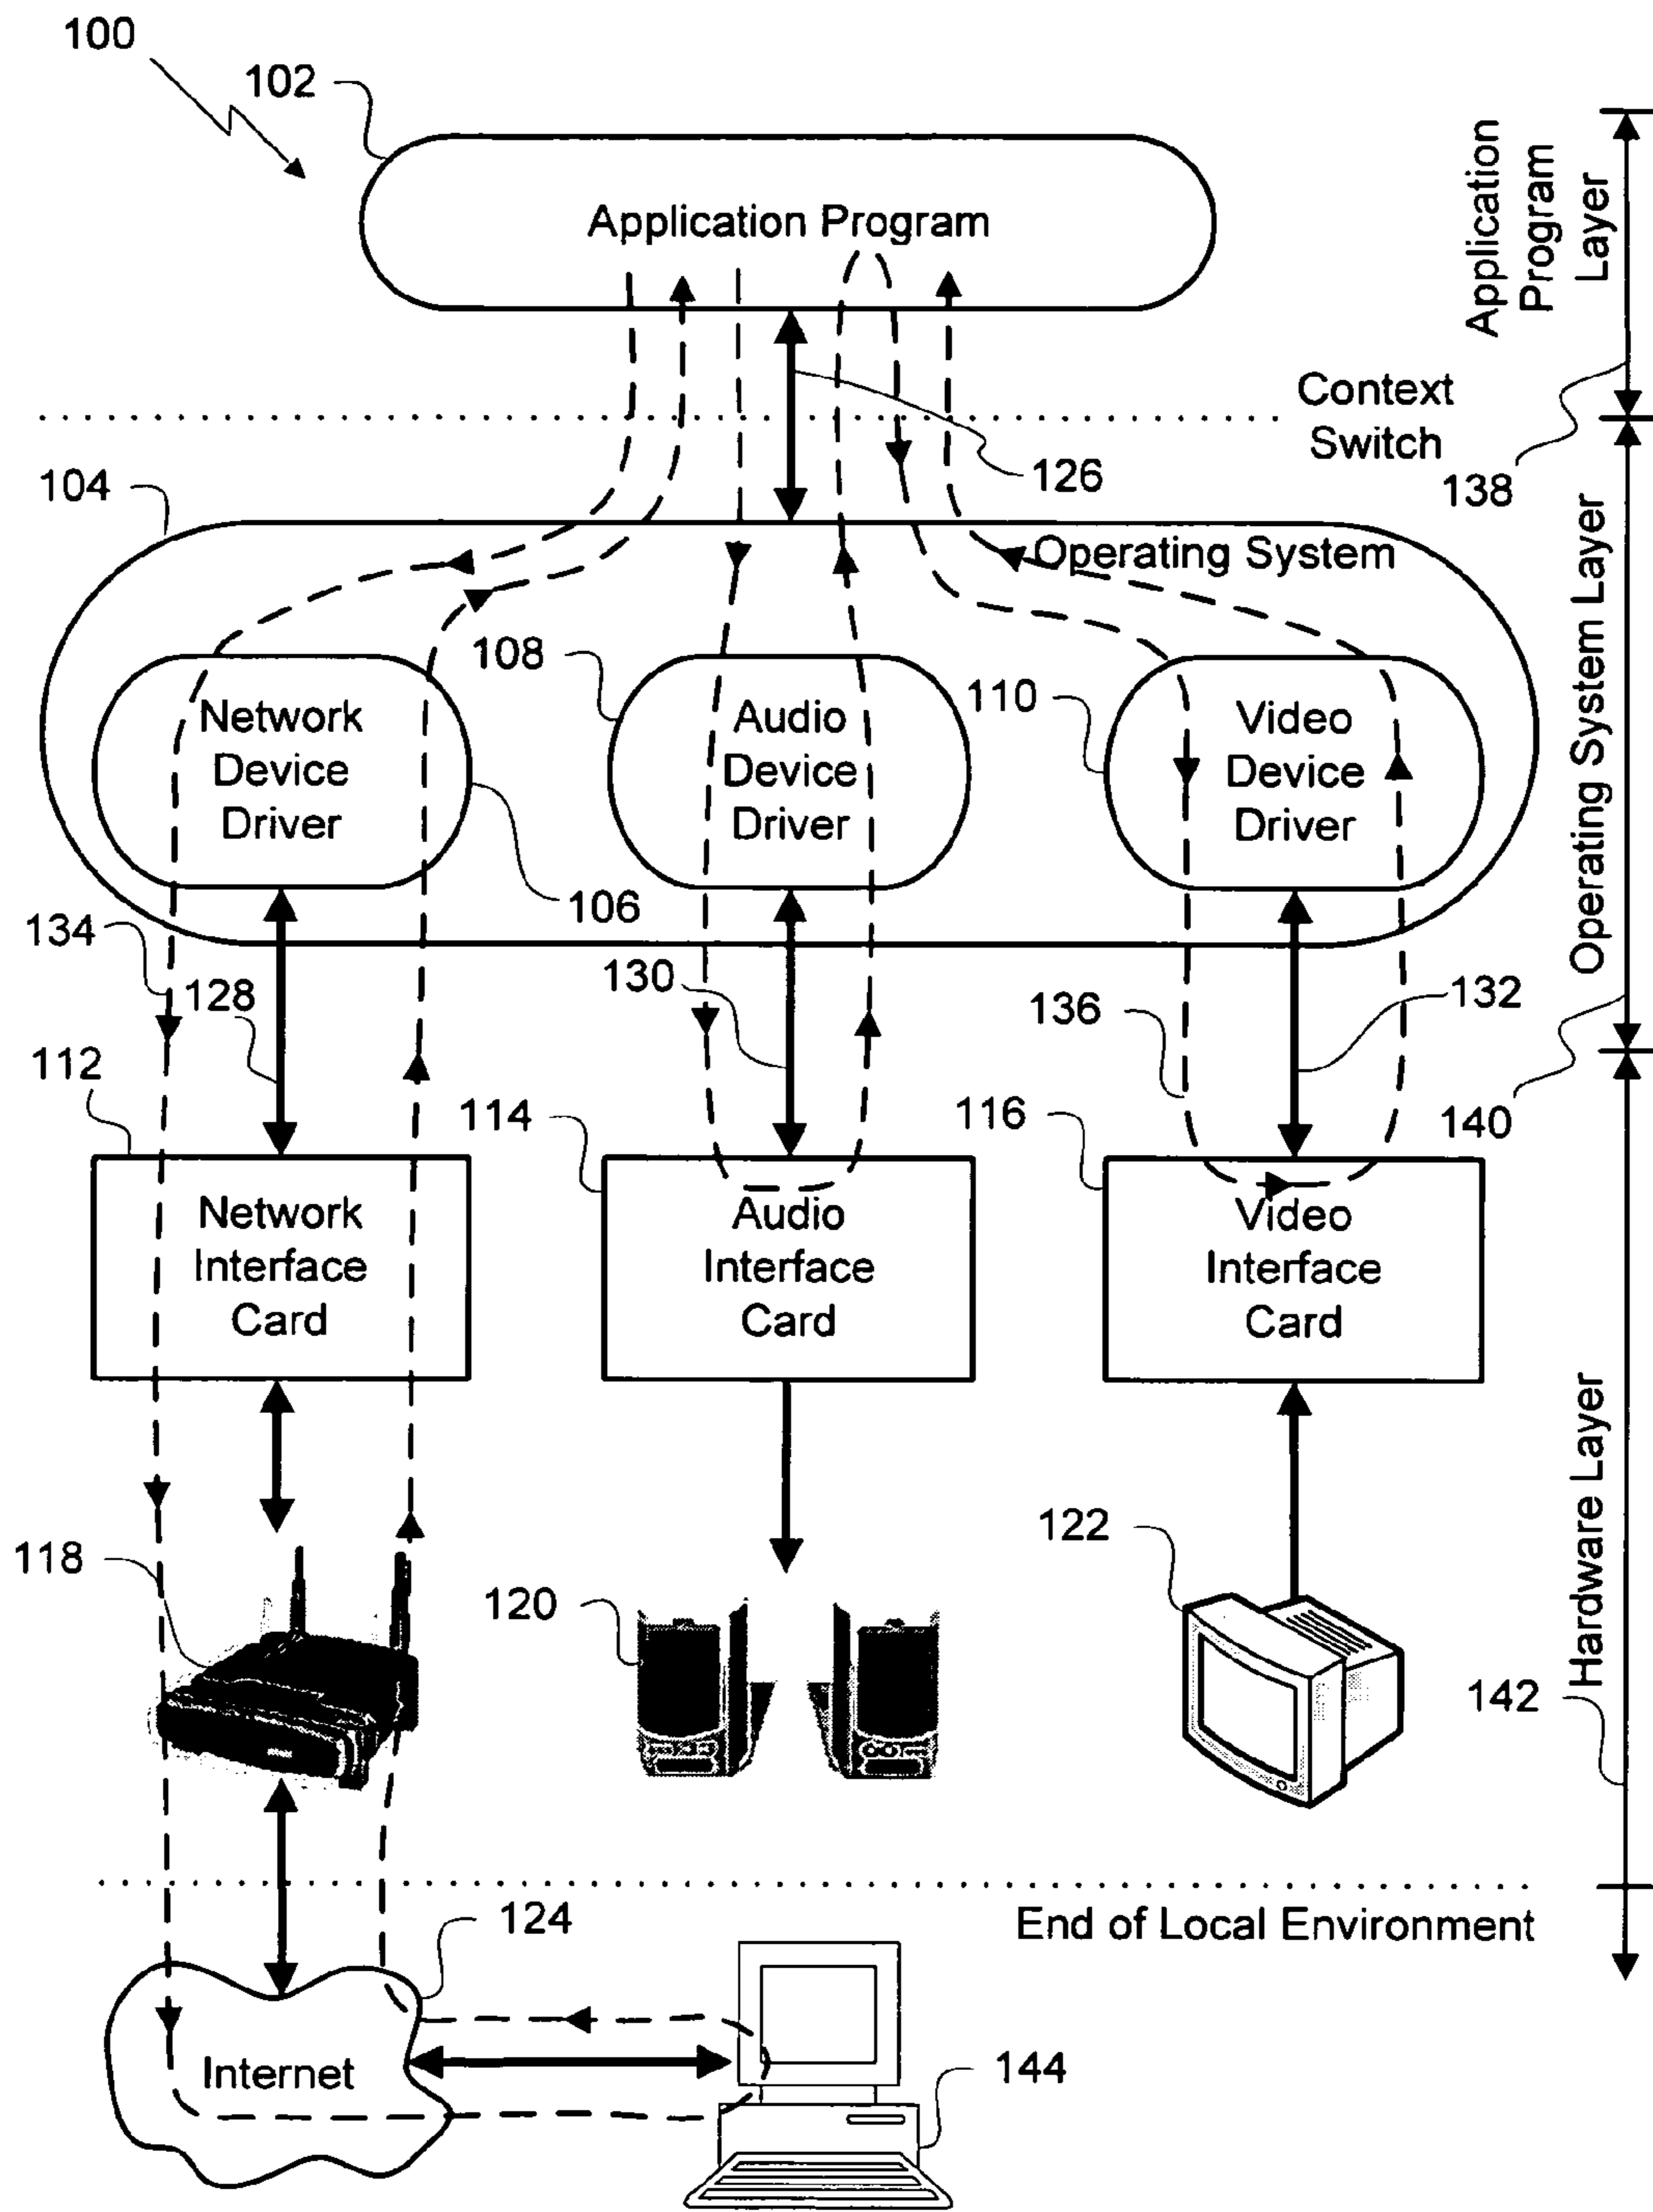 100
102
Application Program
Application
Program
Layer
Context
Switch
126
138
104
Operating System
Operating System Layer
108
110
Network
Device
Driver
Audio
Device
Driver
Video
Device
Driver
106
134
128
130
136
132
112
114
116
140
Network
Interface
Card
Audio
Interface
Card
Video
Interface
Card
Hardware Layer
118
120
122
142
124
End of Local Environment
Internet
144